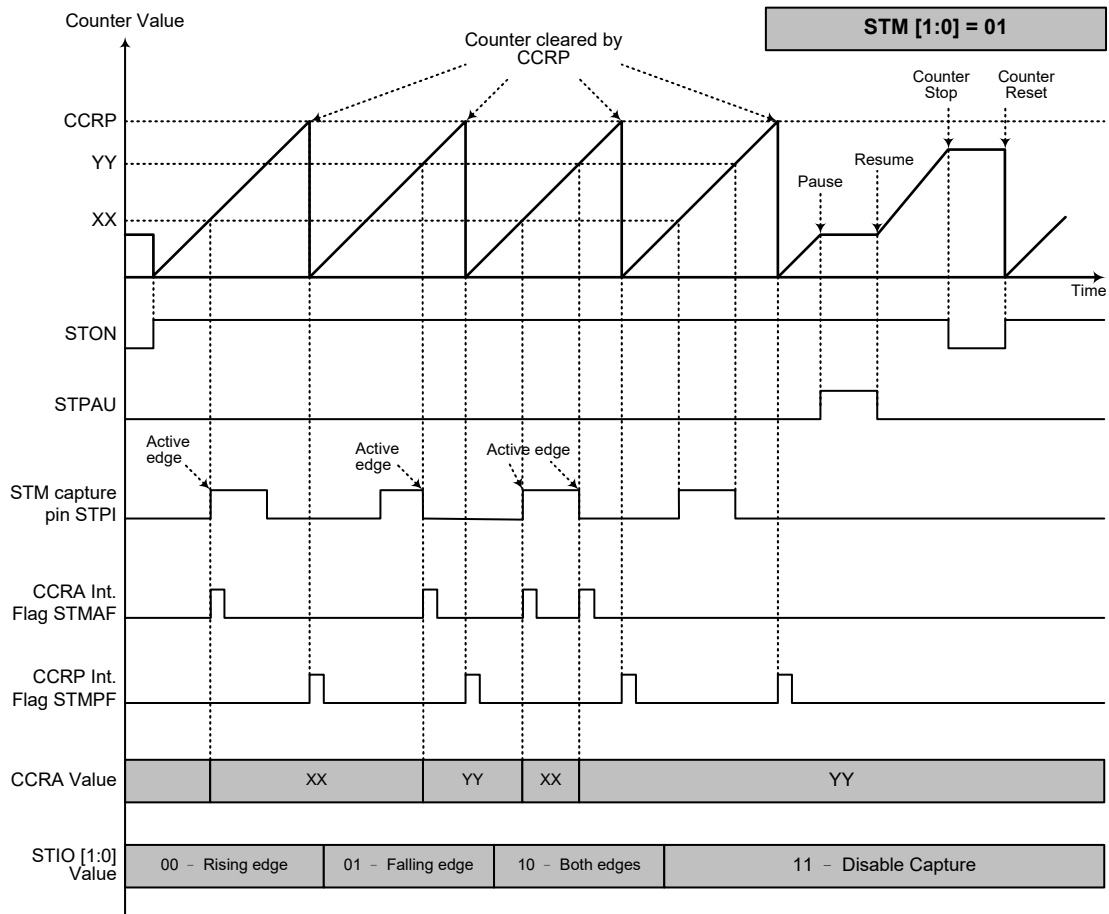 Counter Value
STM [1:0] = 01
Counter cleared by
CCRP
Counter
Stop
Counter
Reset
CCRP
YY
XX
Pause
Resume
Time
STON
STPAU
Active
edge
Active
edge
Active edge
STM capture
pin STPI
CCRA Int.
Flag STMAF
CCRP Int.
Flag STMPF
CCRA Value
XX
YY
XX
YY
STIO [1:0]
Value
00 - Rising edge
01 - Falling edge
10 - Both edges
11 - Disable Capture